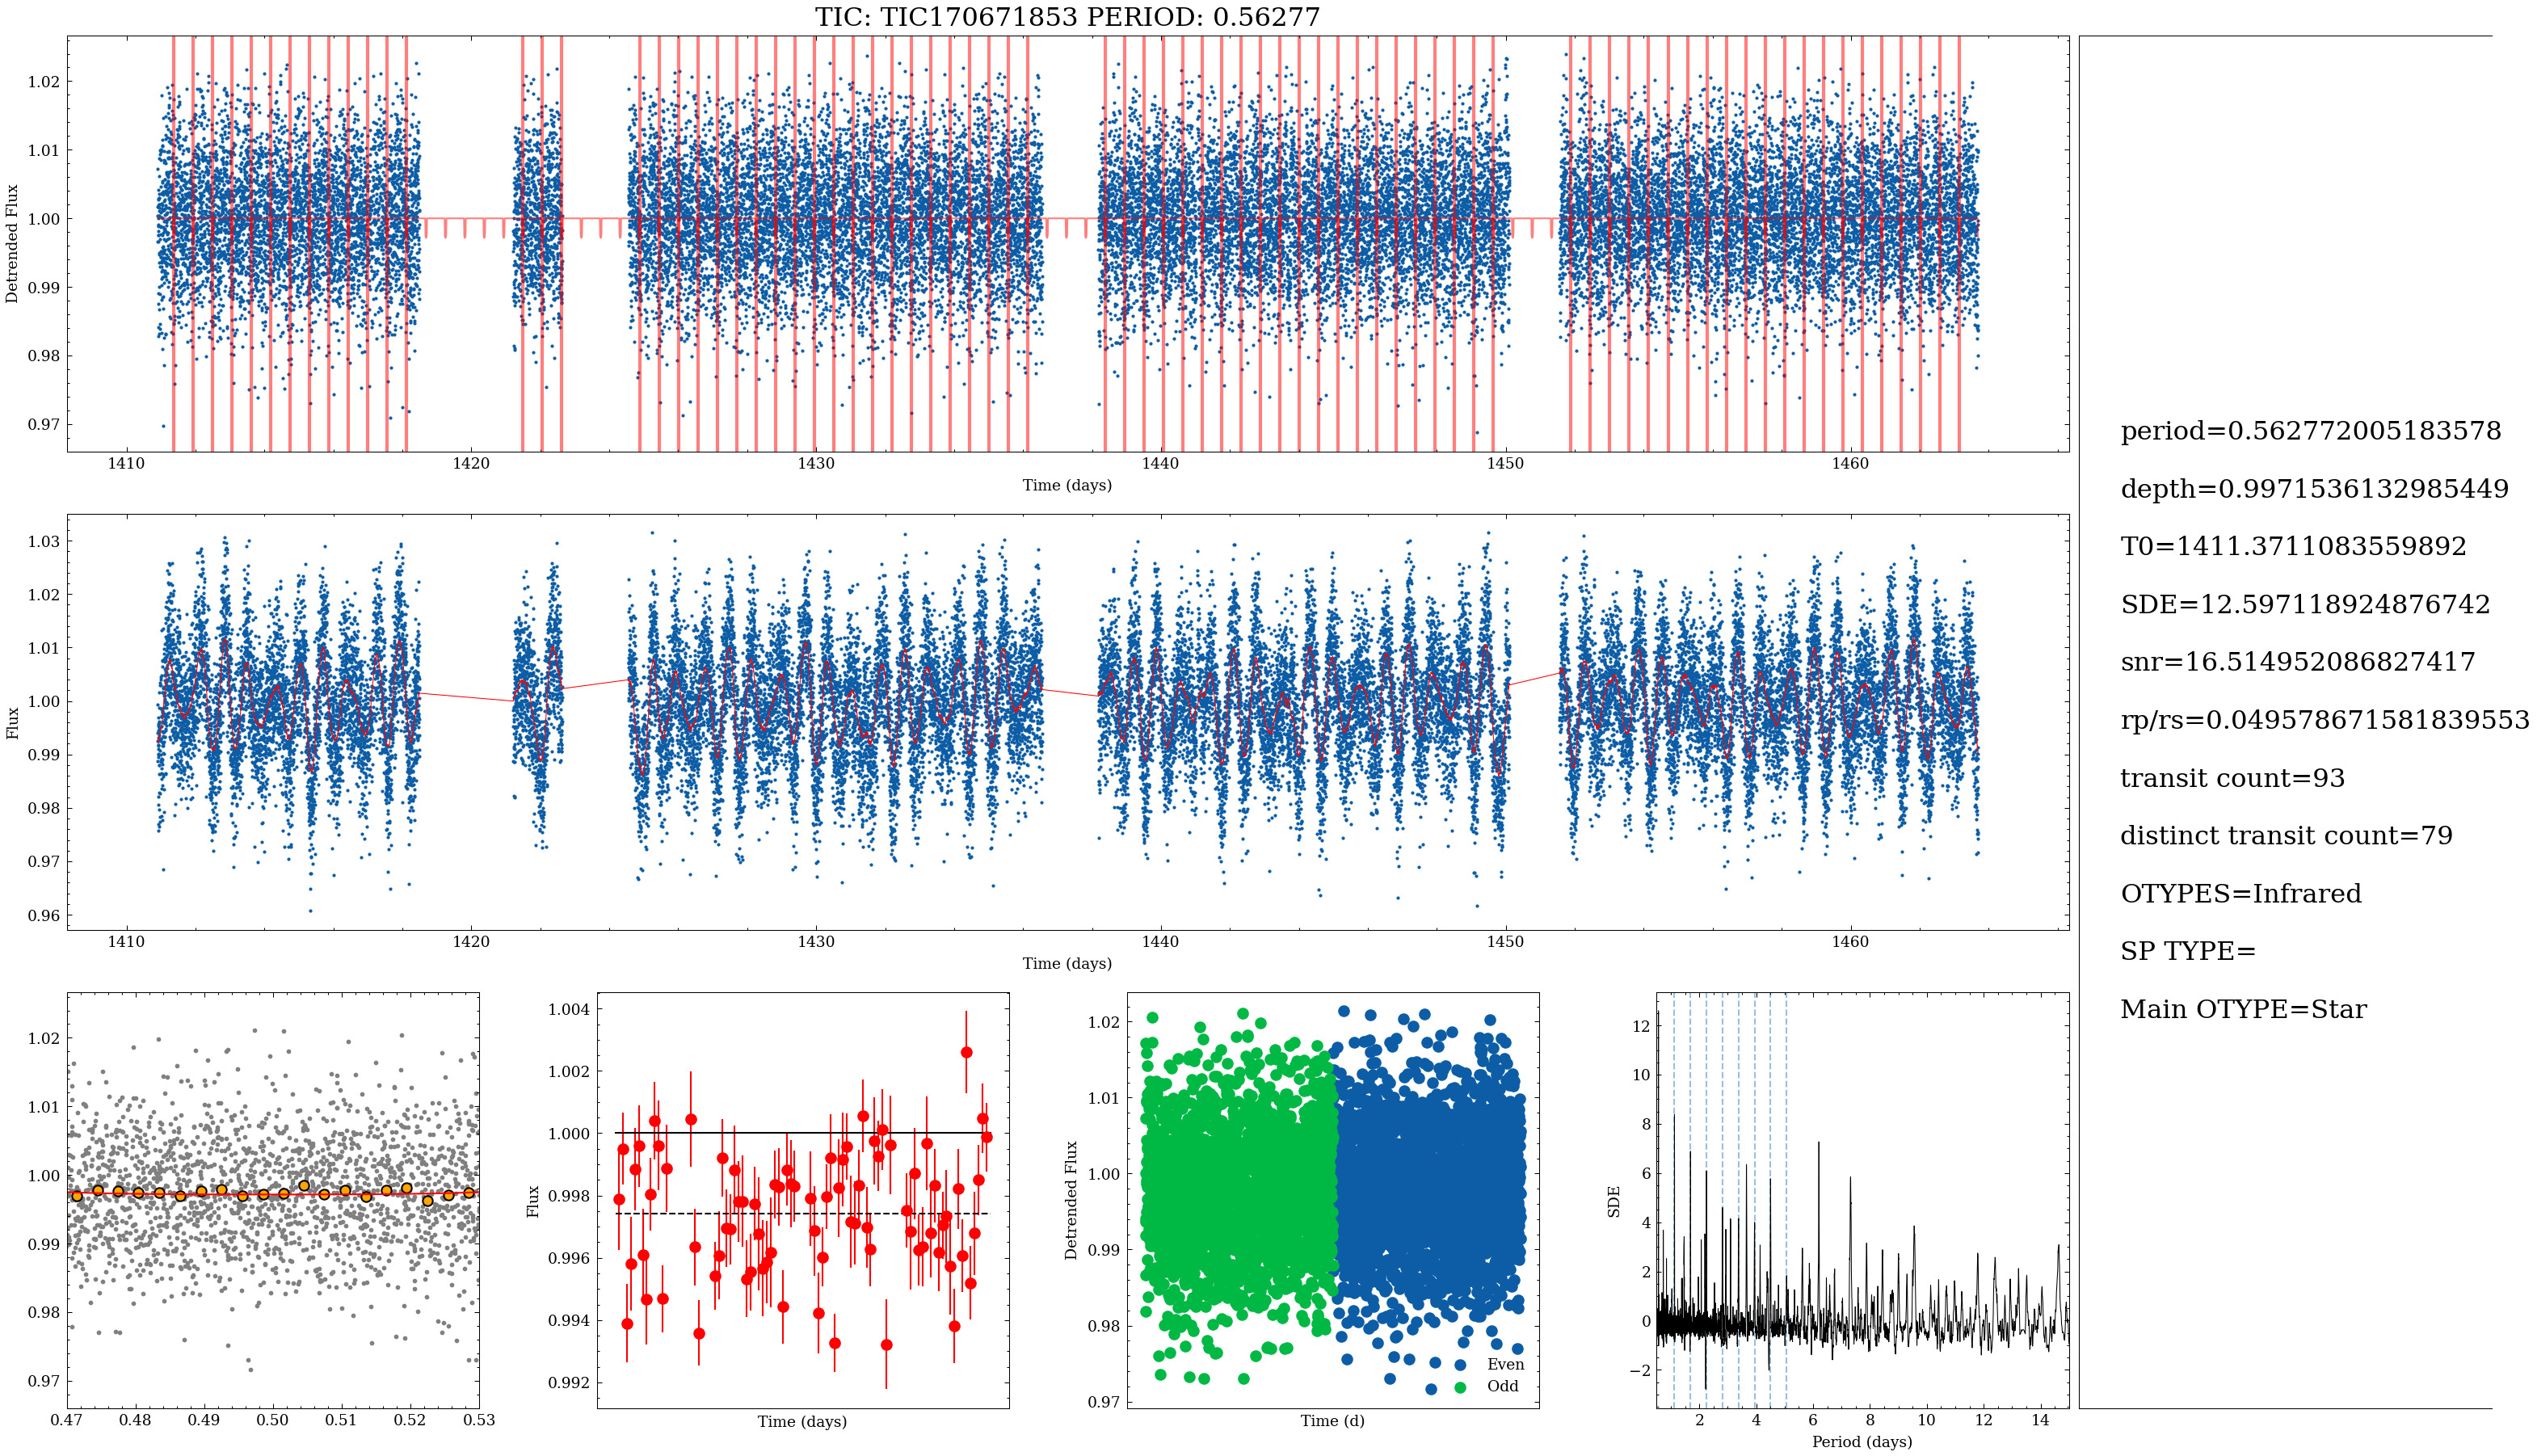 TIC: TIC170671853 PERIOD: 0.56277
Detrended Flux
1.02
1.01
1.00
0.99
0.98
0.97
1410 1420 1430 1440 1450 1460
Time (days)
Flux
1.03
1.02
1.01
1.00
0.99
0.98
0.97
0.96
1410 1420 1430 1440 1450 1460
Time (days)
1.02
1.01
1.00
0.99
0.98
0.97
0.47 0.48 0.49 0.50 0.51 0.52 0.53
Flux
1.004
1.002
1.000
0.998
0.996
0.994
0.992
Time (days)
Detrended Flux
1.02
1.01
1.00
0.99
0.98
0.97
Even
Odd
Time (d)
SDE
12
10
8
6
4
2
0
−2
2 4 6 8 10 12 14
Period (days)
period=0.562772005183578
depth=0.9971536132985449
T0=1411.3711083559892
SDE=12.597118924876742
snr=16.514952086827417
rp/rs=0.049578671581839553
transit count=93
distinct transit count=79
OTYPES=Infrared
SP TYPE=
Main OTYPE=Star